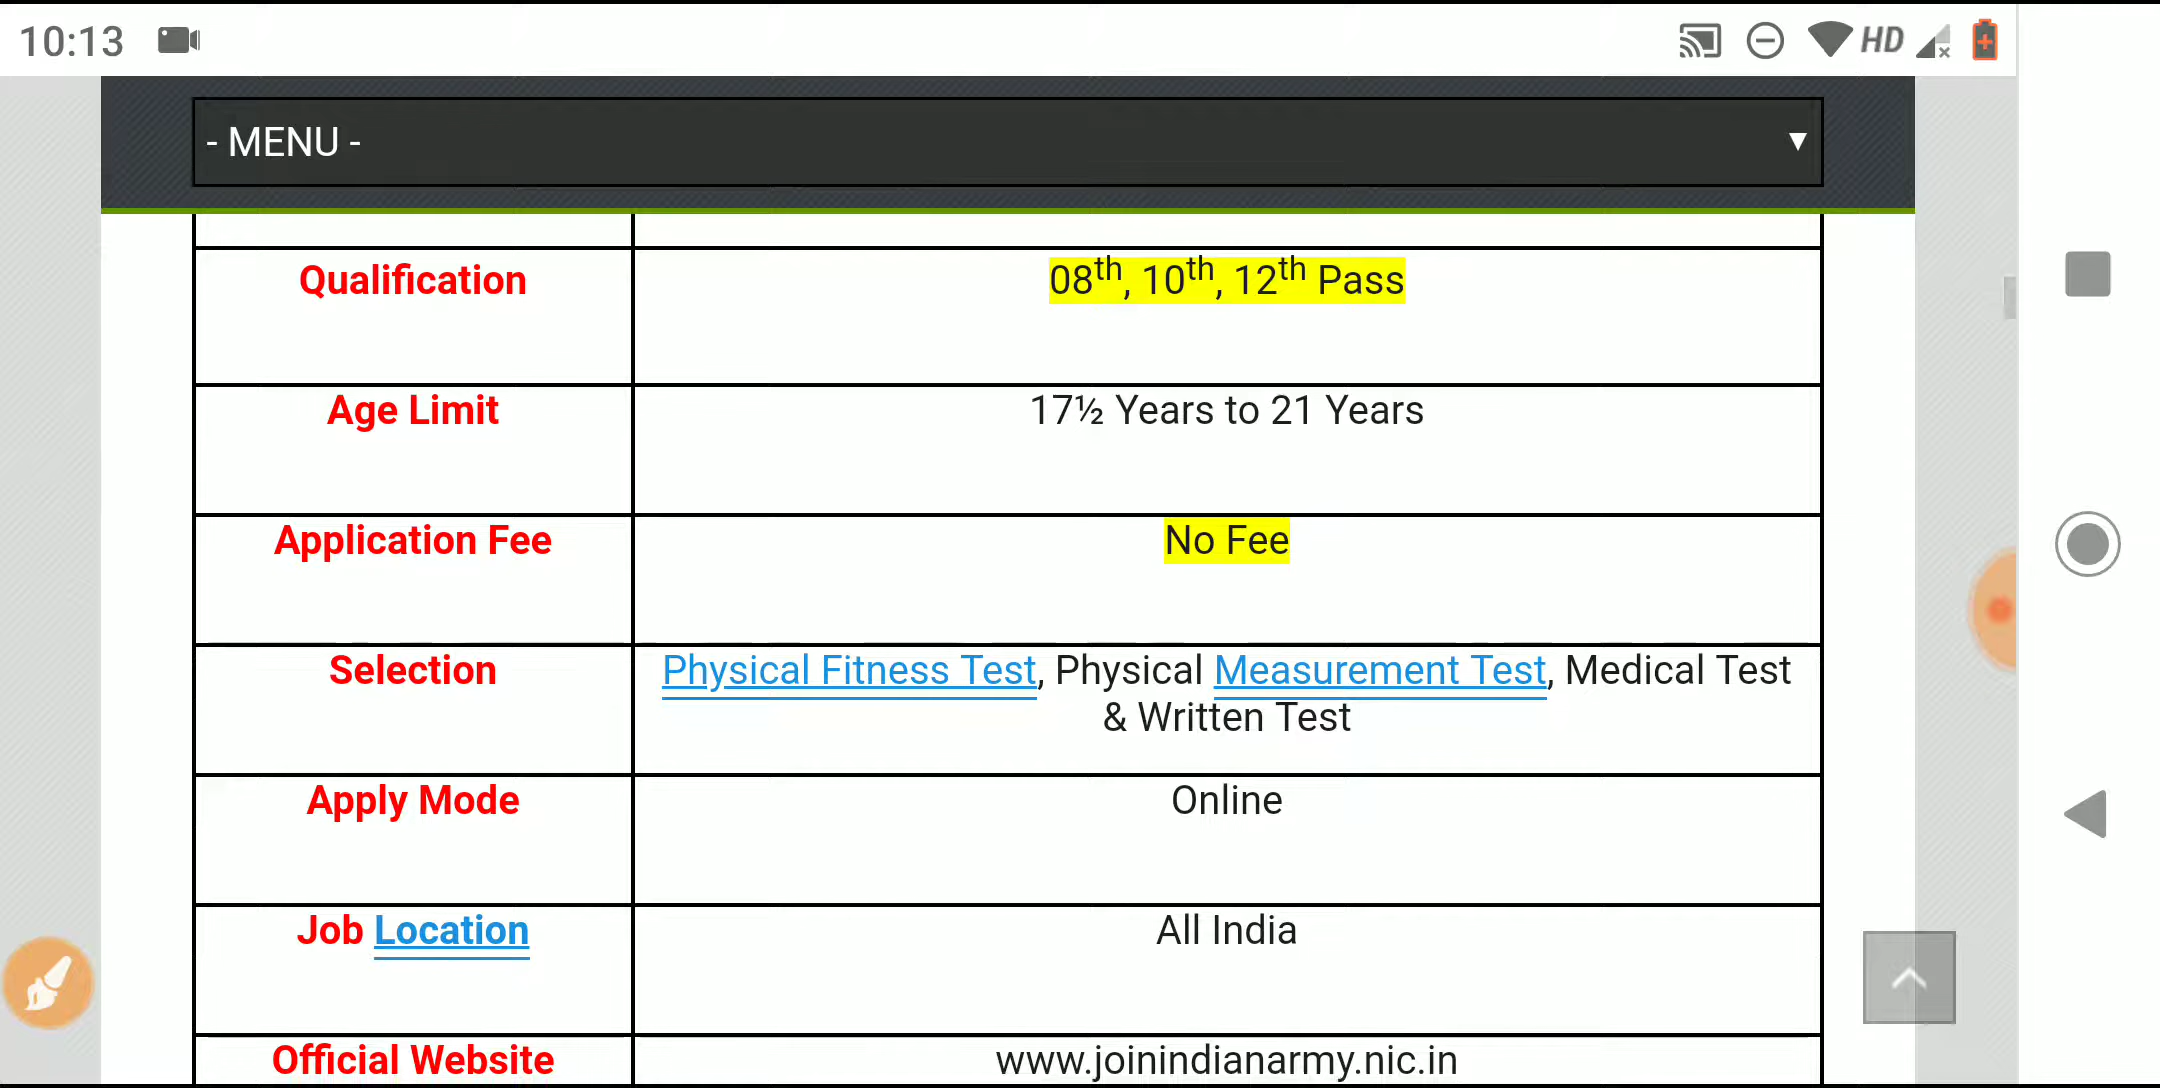 10:13 HD
- MENU -
Qualification 08th, 10th, 12th Pass
Age Limit 17½ Years to 21 Years
Application Fee No Fee
Selection Physical Fitness Test, Physical Measurement Test, Medical Test
& Written Test
Apply Mode Online
Job Location All India
Official Website www.joinindianarmy.nic.in